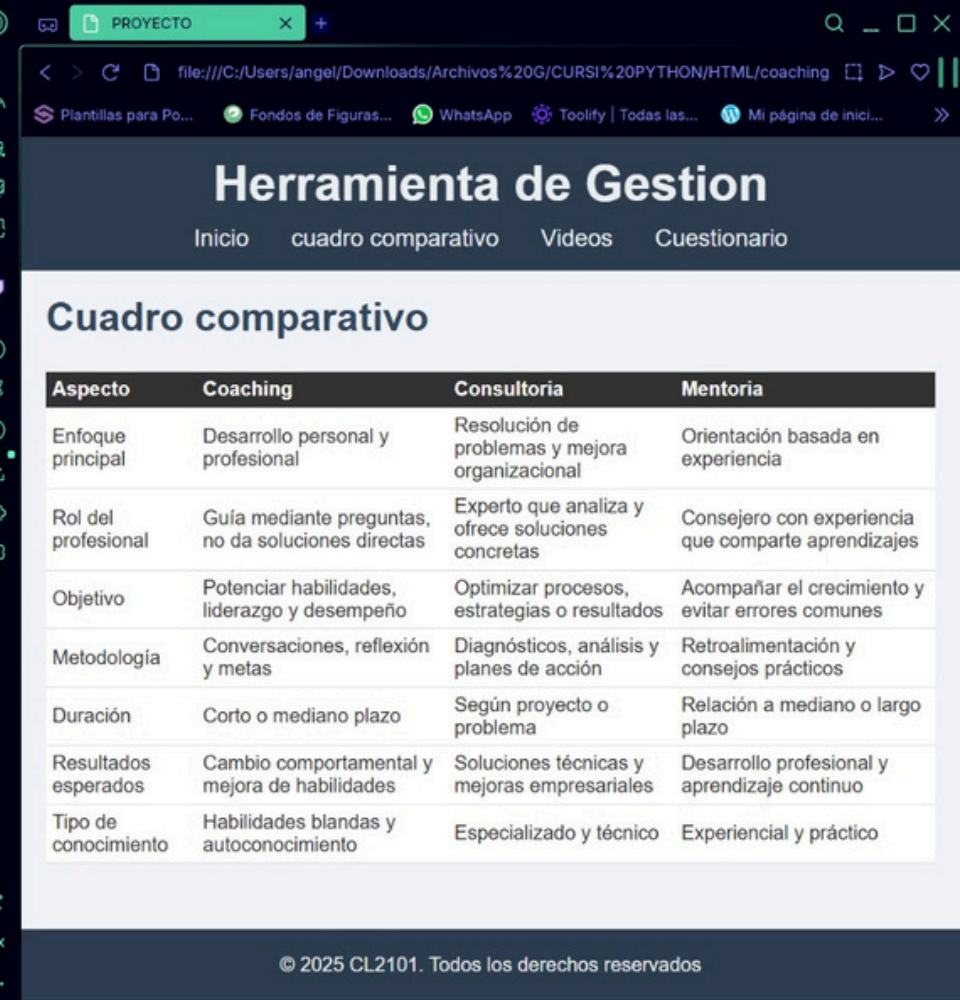 PROYECTO
file:///C:/Users/angel/Downloads/Archivos%20G/CURSI%20PYTHON/HTML/coaching
Plantillas para Po... Fondos de Figuras... WhatsApp Toolify | Todas las... Mi página de inici...
Herramienta de Gestion
Inicio cuadro comparativo Videos Cuestionario
Cuadro comparativo
Aspecto Coaching Consultoria Mentoria
Enfoque principal Desarrollo personal y profesional Resolución de problemas y mejora organizacional Orientación basada en experiencia
Rol del profesional Guía mediante preguntas, no da soluciones directas Experto que analiza y ofrece soluciones concretas Consejero con experiencia que comparte aprendizajes
Objetivo Potenciar habilidades, liderazgo y desempeño Optimizar procesos, estrategias o resultados Acompañar el crecimiento y evitar errores comunes
Metodología Conversaciones, reflexión y metas Diagnósticos, análisis y planes de acción Retroalimentación y consejos prácticos
Duración Corto o mediano plazo Según proyecto o problema Relación a mediano o largo plazo
Resultados esperados Cambio comportamental y mejora de habilidades Soluciones técnicas y mejoras empresariales Desarrollo profesional y aprendizaje continuo
Tipo de conocimiento Habilidades blandas y autoconocimiento Especializado y técnico Experiencial y práctico
© 2025 CL2101. Todos los derechos reservados